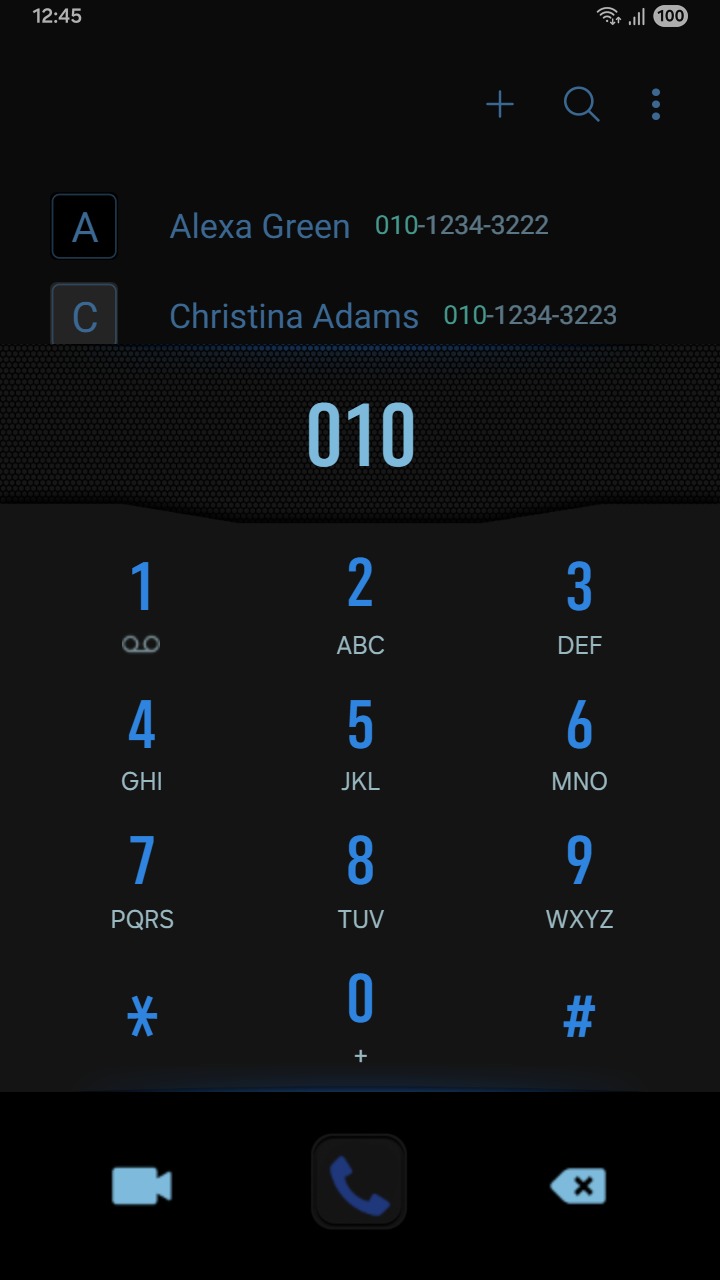 12:45 100
A Alexa Green 010-1234-3222
C Christina Adams 010-1234-3223
010
1 2 3
ABC DEF
4 5 6
GHI JKL MNO
7 8 9
PQRS TUV WXYZ
* 0 #
+